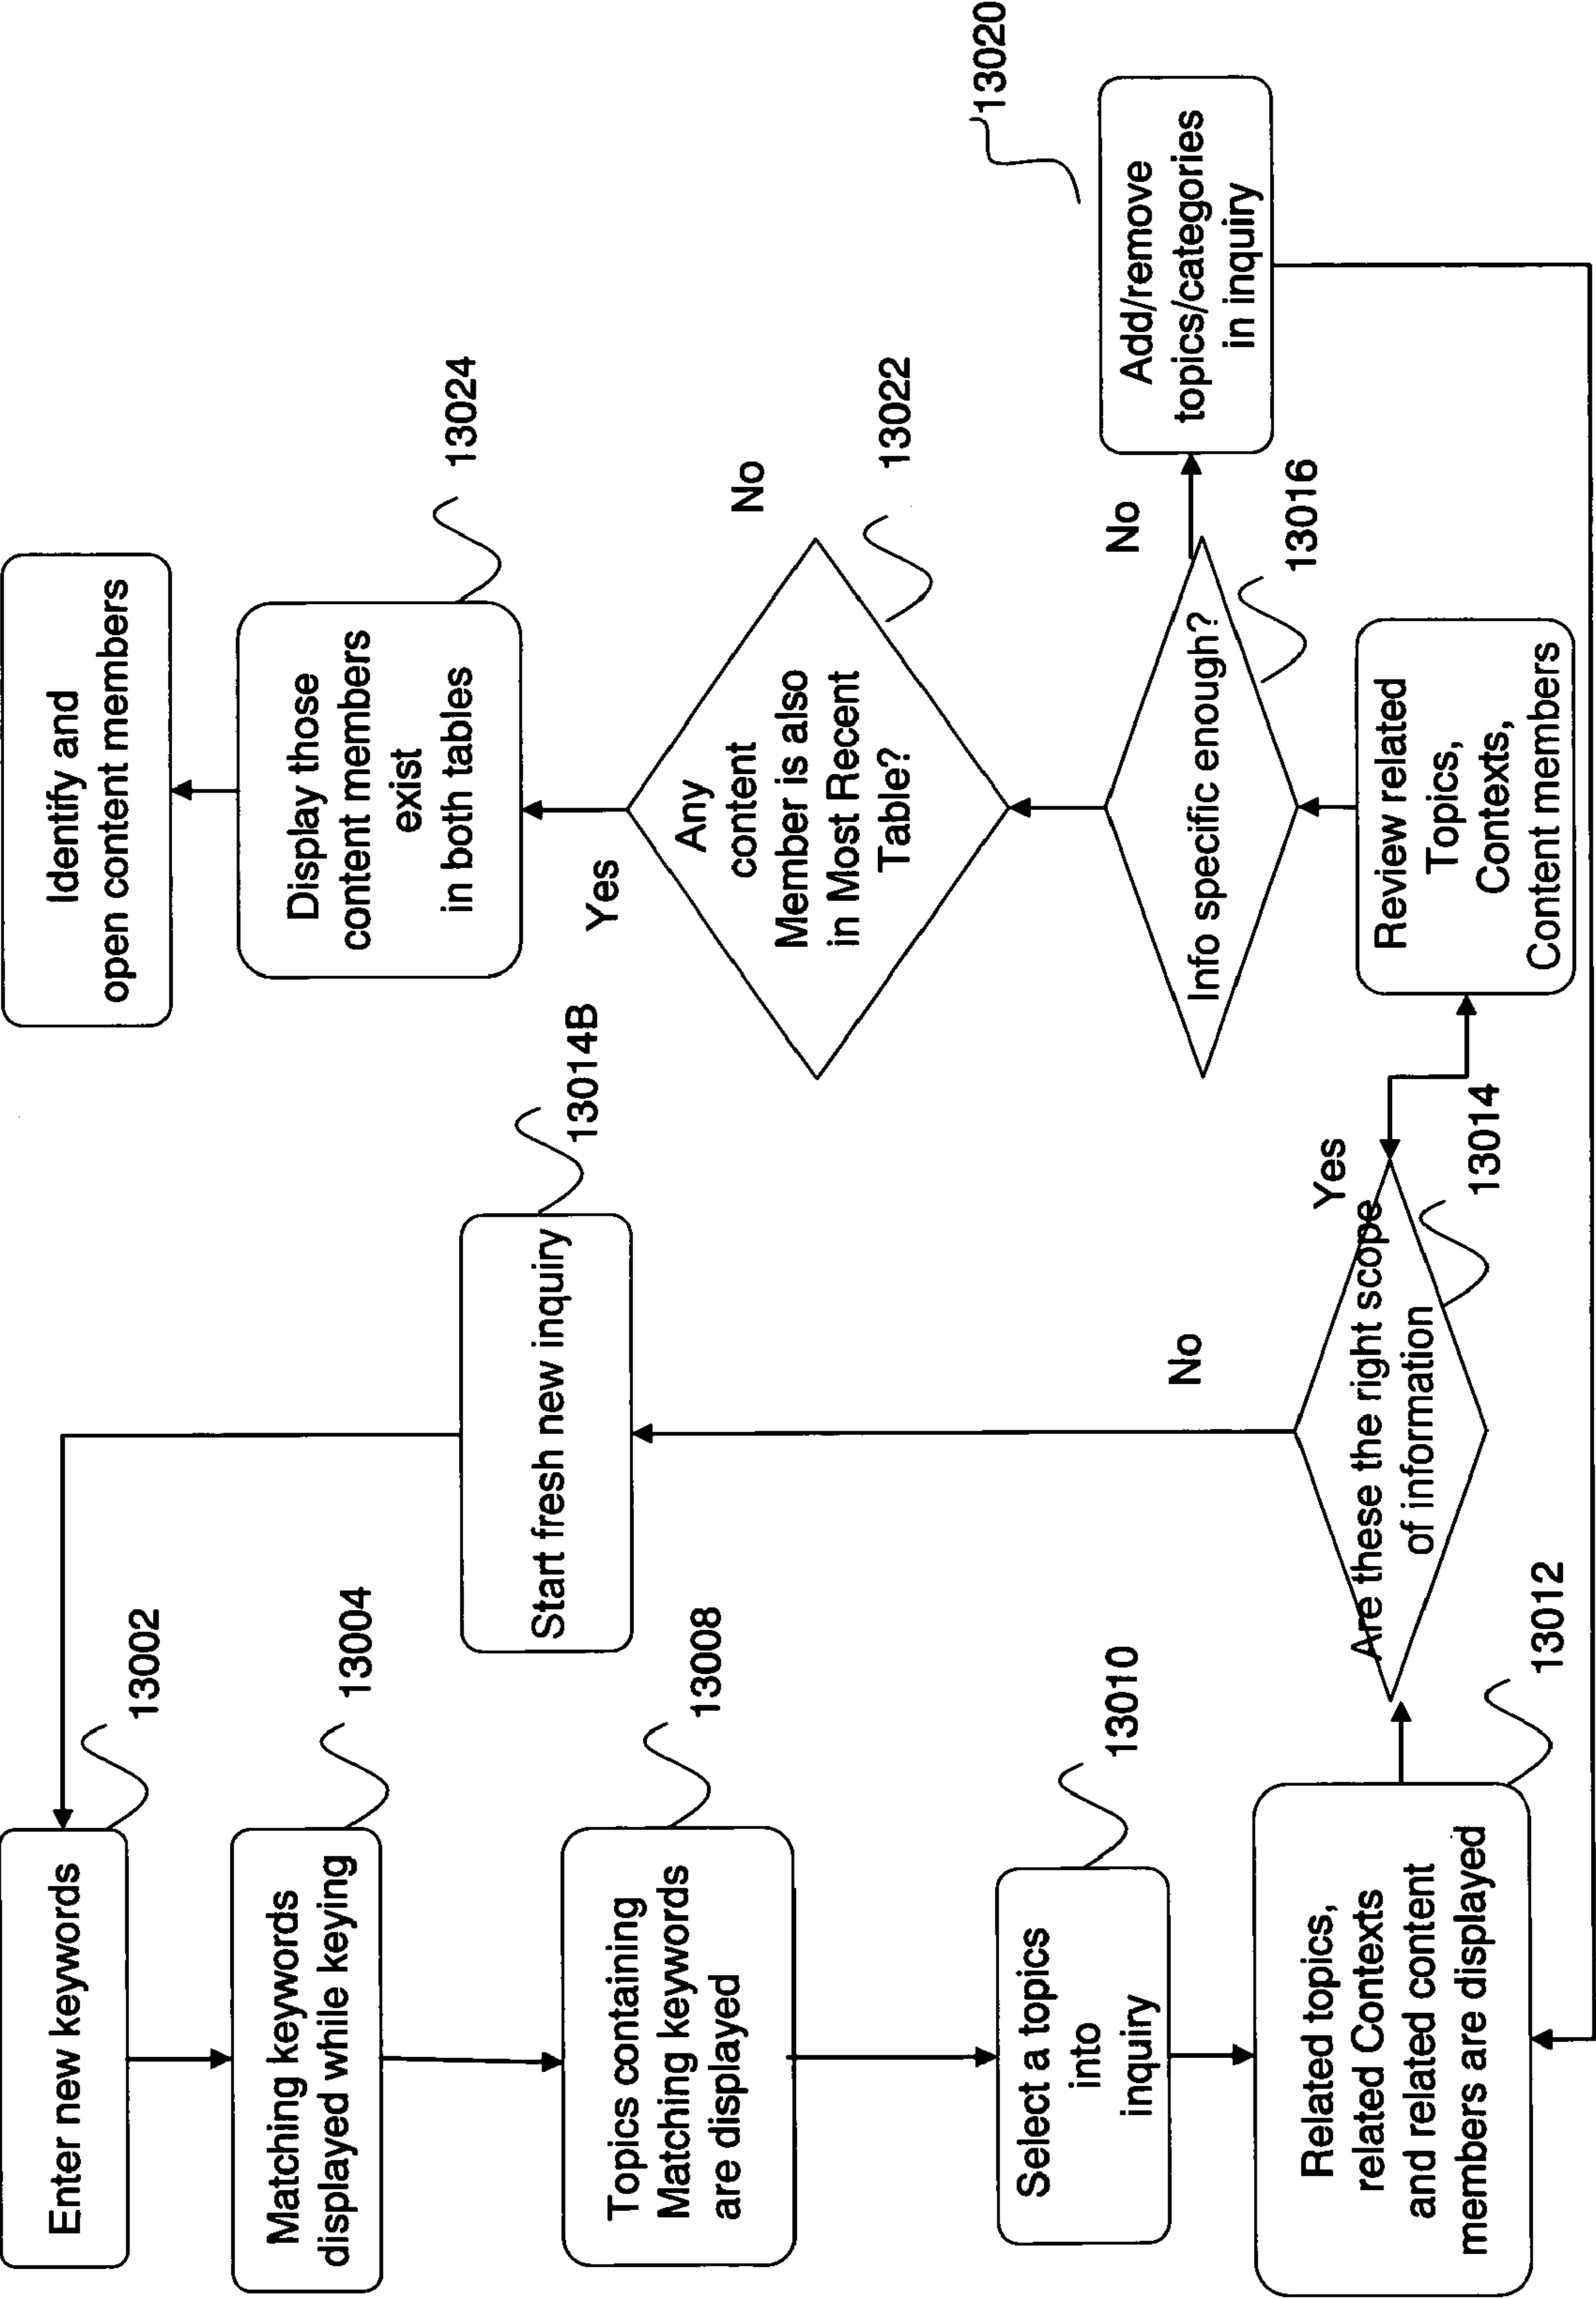 Enter new keywords
13002
Matching keywords
displayed while keying
13004
Topics containing
Matching keywords
are displayed
13008
Select a topics
into
inquiry
13010
Related topics,
related Contexts
and related content
members are displayed
13012
Are these the right scope
of information
13014
No
Yes
Start fresh new inquiry
13014B
Review related
Topics,
Contexts,
Content members
Info specific enough?
13016
No
Add/remove
topics/categories
in inquiry
13020
Any
content
Member is also
in Most Recent
Table?
13022
No
Yes
Display those
content members
exist
in both tables
13024
Identify and
open content members